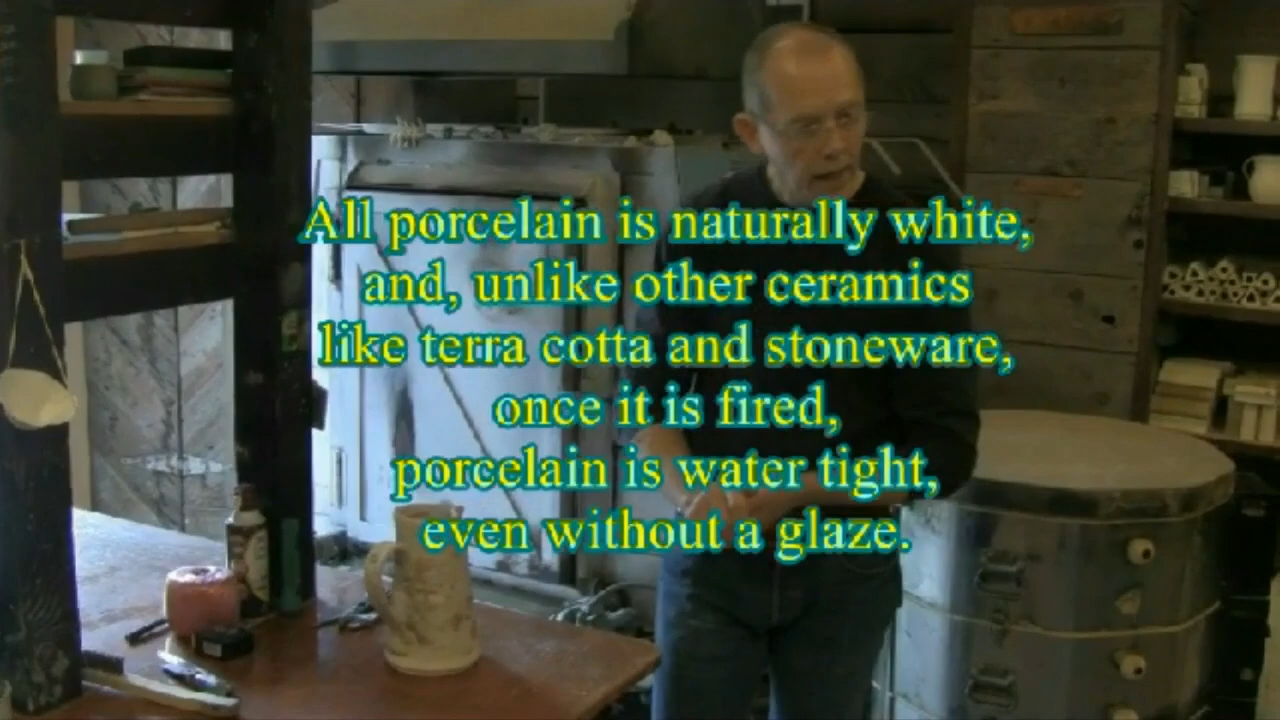 All porcelain is naturally white,
and, unlike other ceramics
like terra cotta and stoneware,
once it is fired,
porcelain is water tight,
even without a glaze.